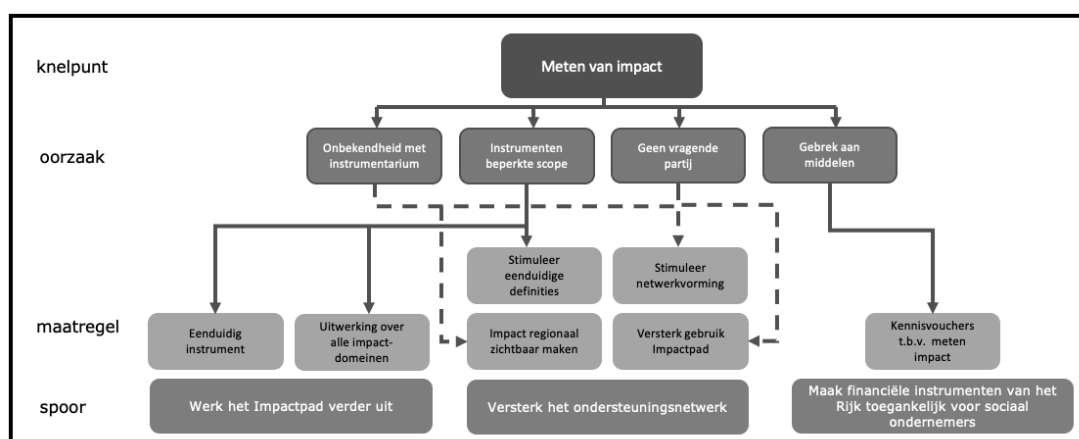 knelpunt
Meten van impact
oorzaak
Onbekendheid met
instrumentarium
Instrumenten
beperkte scope
Geen vragende
partij
Gebrek aan
middelen
maatregel
Stimuleer
eenduidige
definities
Stimuleer
netwerkvorming
Eenduidig
instrument
Uitwerking over
alle impact-
domeinen
Impact regionaal
zichtbaar maken
Versterk gebruik
Impactpad
Kennisvouchers
t.b.v. meten
impact
spoor
Werk het Impactpad verder uit
Versterk het ondersteuningsnetwerk
Maak financiële instrumenten van het
Rijk toegankelijk voor sociaal
ondernemers